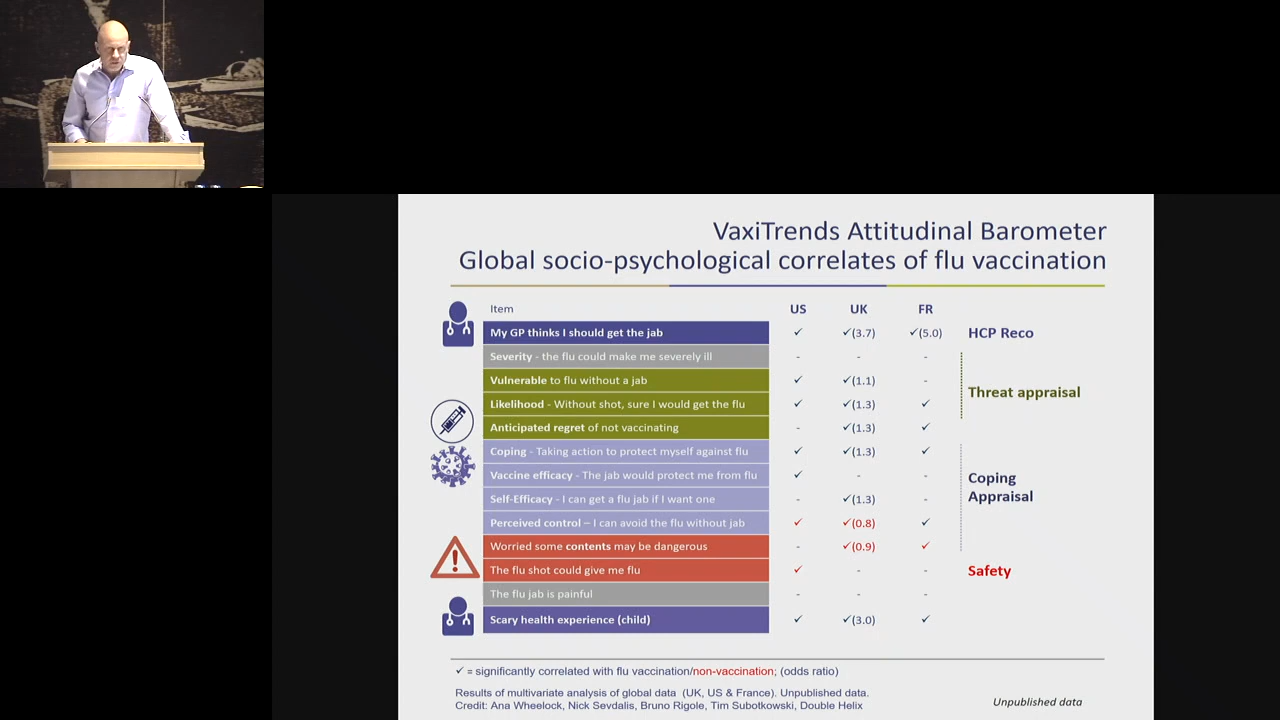 VaxiTrends Attitudinal Barometer
Global socio-psychological correlates of flu vaccination
Item US UK FR
My GP thinks I should get the jab ✓ ✓(3.7) ✓(5.0) HCP Reco
Severity - the flu could make me severely ill - - -
Vulnerable to flu without a jab ✓ ✓(1.1) -
Threat appraisal
Likelihood - Without shot, sure I would get the flu ✓ ✓(1.3) ✓
Anticipated regret of not vaccinating - ✓(1.3) ✓
Coping - Taking action to protect myself against flu ✓ ✓(1.3) ✓
Vaccine efficacy - The jab would protect me from flu ✓ - -
Coping
Appraisal
Self-Efficacy - I can get a flu jab if I want one - ✓(1.3) -
Perceived control – I can avoid the flu without jab ✓ ✓(0.8) ✓
Worried some contents may be dangerous - ✓(0.9) ✓
The flu shot could give me flu ✓ - - Safety
The flu jab is painful - - -
Scary health experience (child) ✓ ✓(3.0) ✓
✓ = significantly correlated with flu vaccination/non-vaccination; (odds ratio)
Results of multivariate analysis of global data (UK, US & France). Unpublished data.
Credit: Ana Wheelock, Nick Sevdalis, Bruno Rigole, Tim Subotkowski, Double Helix
Unpublished data